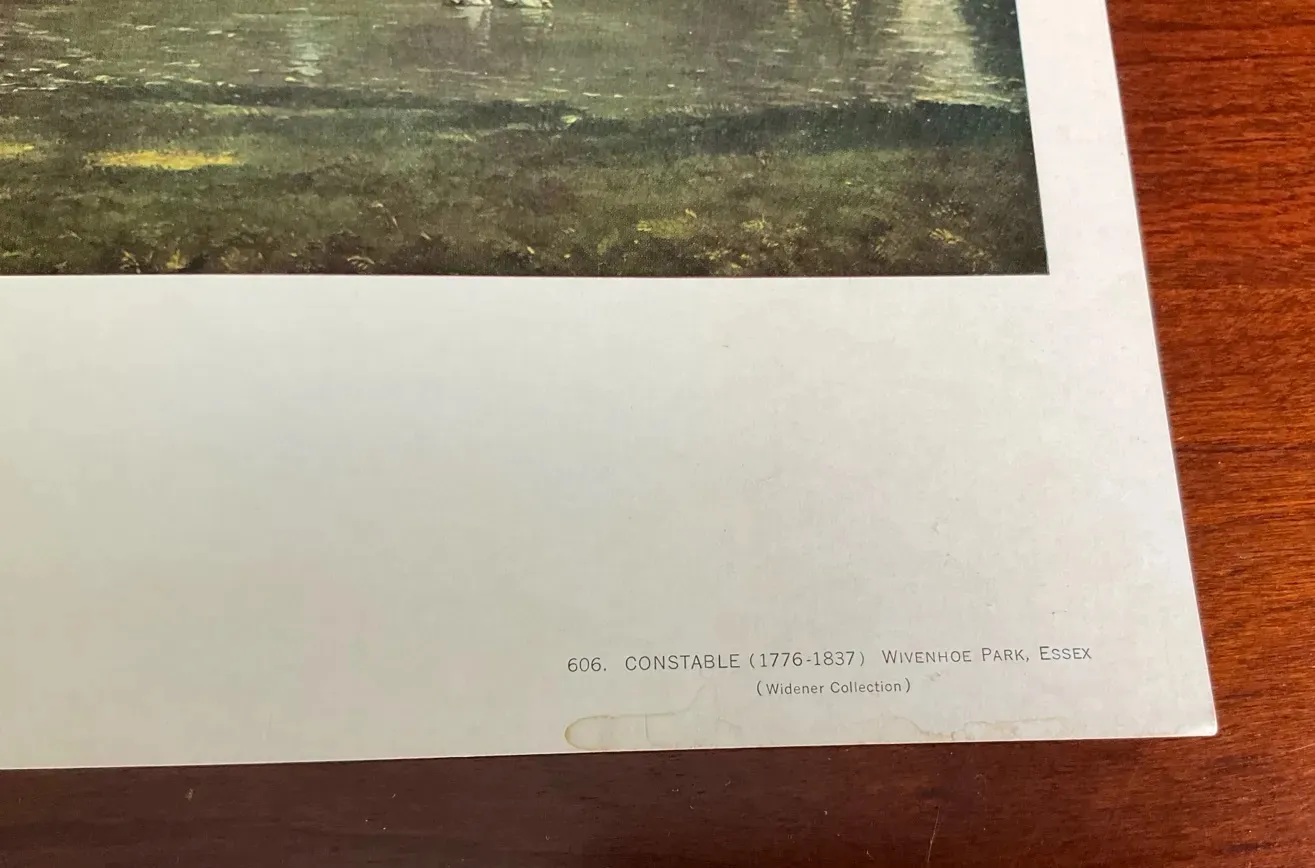 606. CONSTABLE (1776-1837) WIVENHOE PARK, ESSEX
(Widener Collection)